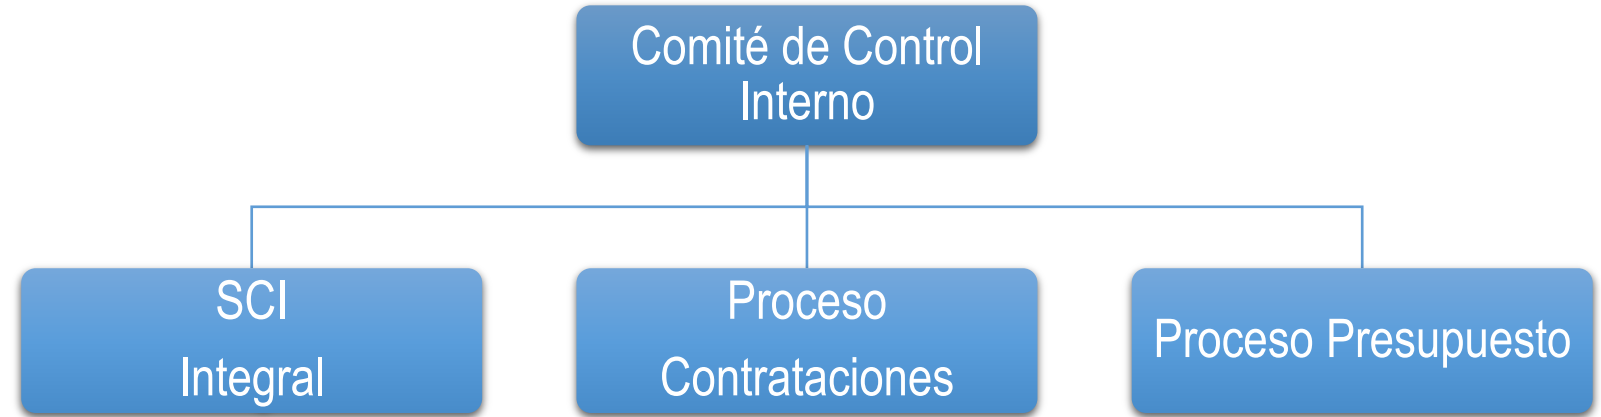 Comité de Control
Interno
SCI
Integral
Proceso
Contrataciones
Proceso Presupuesto